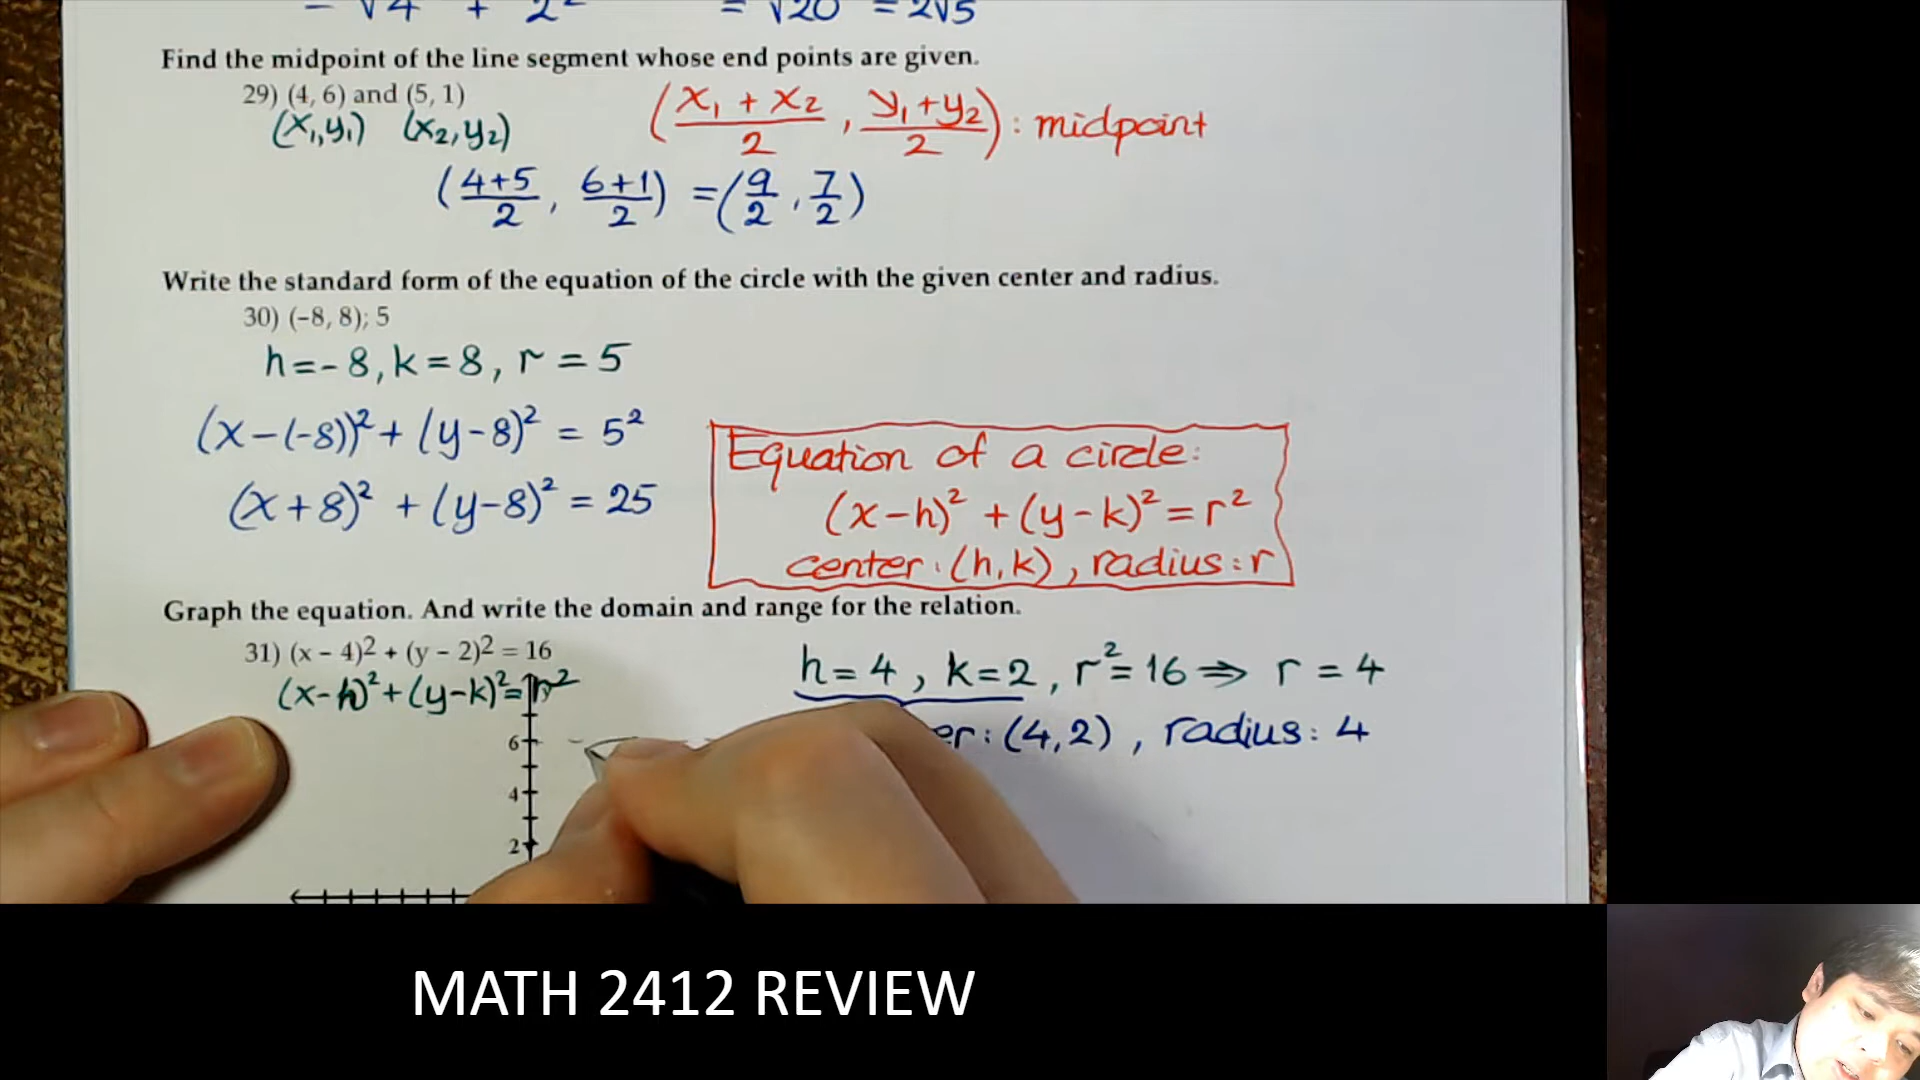 = √4 + 2² = √20 = 2√5
Find the midpoint of the line segment whose end points are given.
29) (4, 6) and (5, 1)
(x₁,y₁) (x₂,y₂)
(x₁ + x₂ / 2 , y₁+y₂ / 2) : midpoint
(4+5 / 2 , 6+1 / 2) = (9/2 , 7/2)
Write the standard form of the equation of the circle with the given center and radius.
30) (-8, 8); 5
h=-8, k=8, r=5
(x-(-8))² + (y-8)² = 5²
(x+8)² + (y-8)² = 25
Equation of a circle:
(x-h)² + (y-k)² = r²
center: (h,k), radius: r
Graph the equation. And write the domain and range for the relation.
31) (x - 4)2 + (y - 2)2 = 16
(x-h)²+(y-k)²=r²
h=4, k=2, r²=16 ⇒ r = 4
er: (4,2), radius: 4
6
4
2
MATH 2412 REVIEW